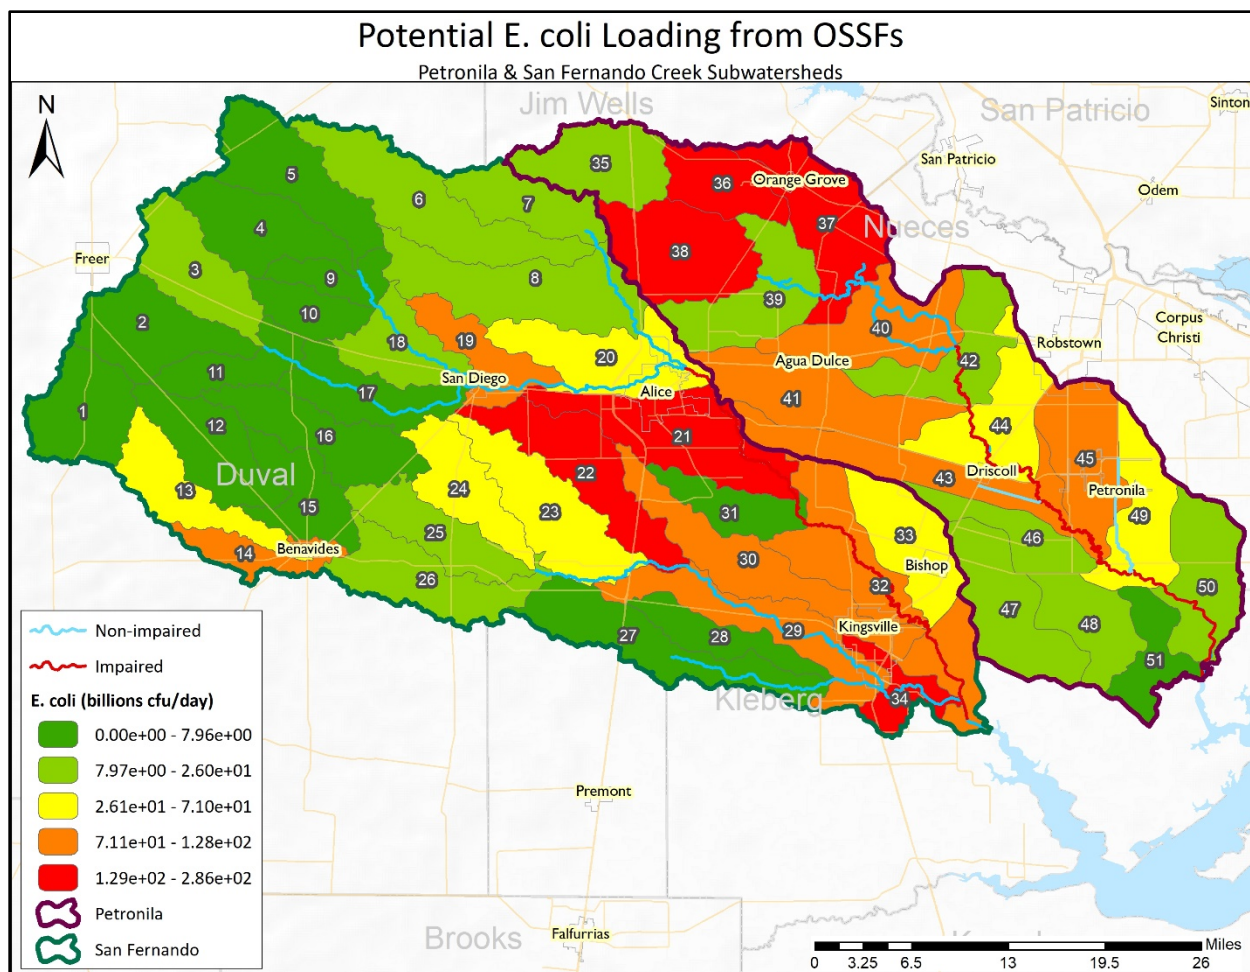 Potential E. coli Loading from OSSFs
Petronila & San Fernando Creek Subwatersheds
N
Jim Wells
San Patricio
Sinton
San Patricio
Odem
Nueces
Orange Grove
Freer
Corpus
Christi
Robstown
Agua Dulce
San Diego
Alice
Duval
Driscoll
Petronila
Benavides
Bishop
Kingsville
Kleberg
Premont
Brooks
Falfurrias
1
2
3
4
5
6
7
8
9
10
11
12
13
14
15
16
17
18
19
20
21
22
23
24
25
26
27
28
29
30
31
32
33
34
35
36
37
38
39
40
41
42
43
44
45
46
47
48
49
50
51
Non-impaired
Impaired
E. coli (billions cfu/day)
0.00e+00 - 7.96e+00
7.97e+00 - 2.60e+01
2.61e+01 - 7.10e+01
7.11e+01 - 1.28e+02
1.29e+02 - 2.86e+02
Petronila
San Fernando
Miles
0 3.25 6.5 13 19.5 26